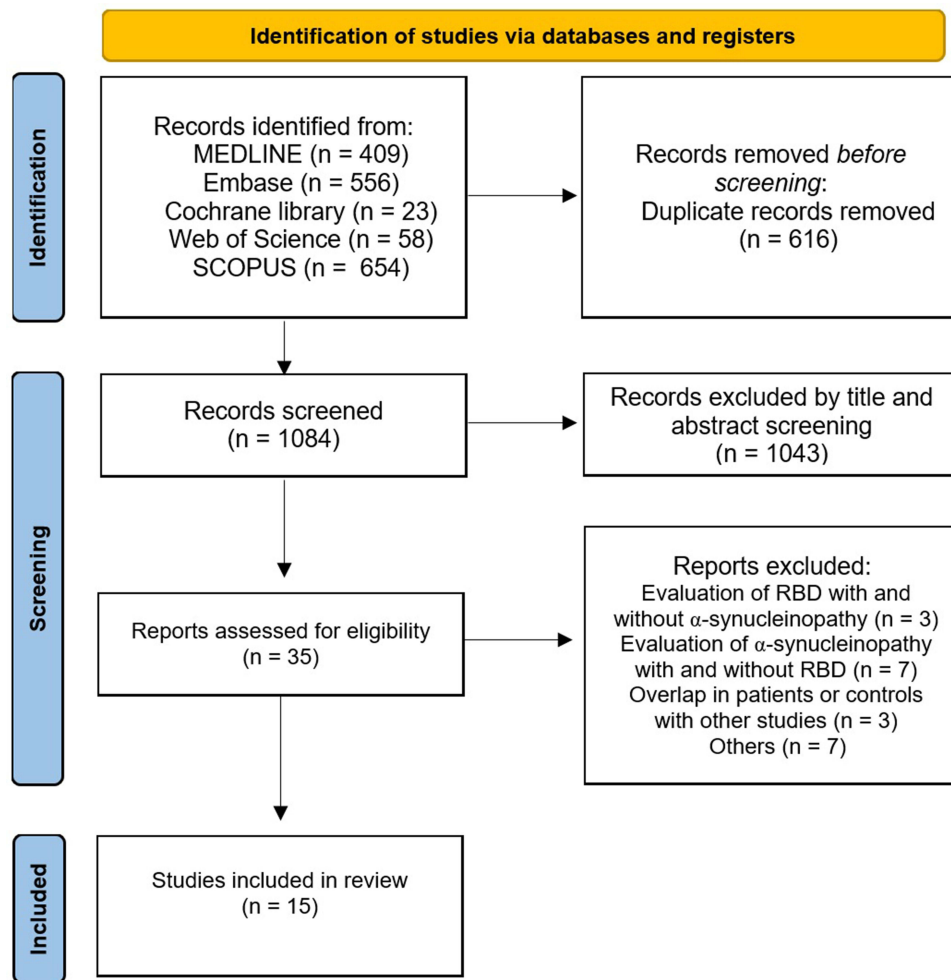 Identification of studies via databases and registers
Identification
Records identified from:
MEDLINE (n = 409)
Embase (n = 556)
Cochrane library (n = 23)
Web of Science (n = 58)
SCOPUS (n = 654)
Records removed before
screening:
Duplicate records removed
(n = 616)
Screening
Records screened
(n = 1084)
Records excluded by title and
abstract screening
(n = 1043)
Reports assessed for eligibility
(n = 35)
Reports excluded:
Evaluation of RBD with and
without α-synucleinopathy (n = 3)
Evaluation of α-synucleinopathy
with and without RBD (n = 7)
Overlap in patients or controls
with other studies (n = 3)
Others (n = 7)
Included
Studies included in review
(n = 15)